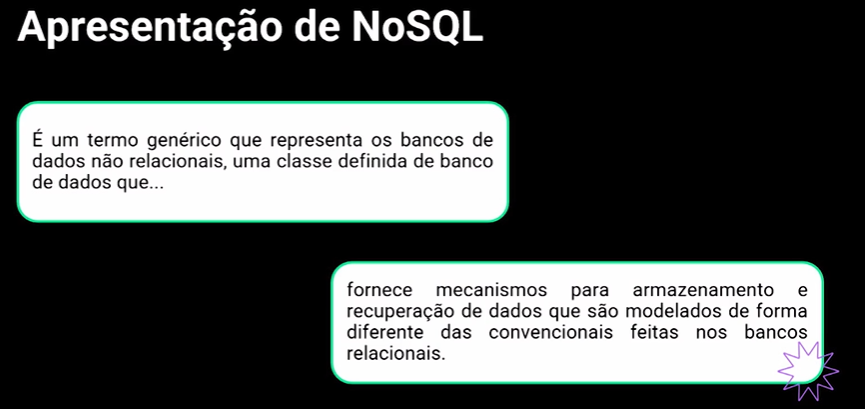 Apresentação de NoSQL
É um termo genérico que representa os bancos de
dados não relacionais, uma classe definida de banco
de dados que...
fornece mecanismos para armazenamento e
recuperação de dados que são modelados de forma
diferente das convencionais feitas nos bancos
relacionais.